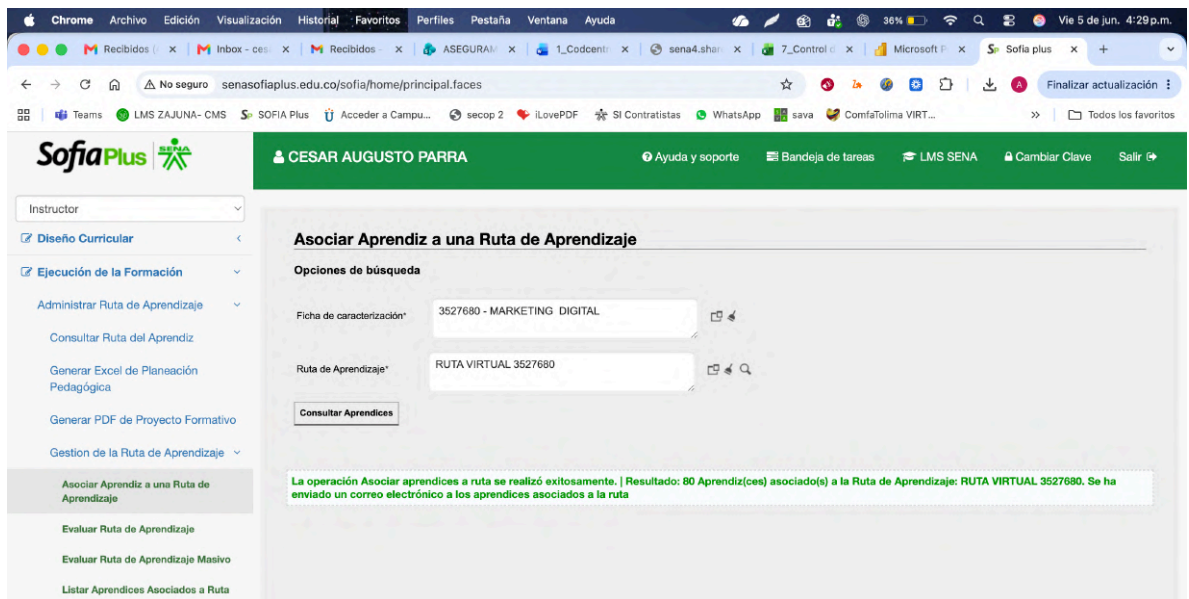 Chrome Archivo Edición Visualización Historial Favoritos Perfiles Pestaña Ventana Ayuda 36% Vie 5 de jun. 4:29 p.m.
Recibidos ( Inbox - ces Recibidos - ASEGURAM 1_Codcent 7_Control d Microsoft P Sofia plus
sena4.shar
No seguro senasofiaplus.edu.co/sofia/home/principal.faces Finalizar actualización
Teams LMS ZAJUNA- CMS SOFIA Plus Acceder a Campu... secop 2 iLovePDF SI Contratistas WhatsApp sava ComfaTolima VIRT... Todos los favoritos
SofiaPlus SENA
CESAR AUGUSTO PARRA Ayuda y soporte Bandeja de tareas LMS SENA Cambiar Clave Salir
Instructor
Diseño Curricular
Ejecución de la Formación
Administrar Ruta de Aprendizaje
Consultar Ruta del Aprendiz
Generar Excel de Planeación
Pedagógica
Generar PDF de Proyecto Formativo
Gestion de la Ruta de Aprendizaje
Asociar Aprendiz a una Ruta de
Aprendizaje
Evaluar Ruta de Aprendizaje
Evaluar Ruta de Aprendizaje Masivo
Listar Aprendices Asociados a Ruta
Asociar Aprendiz a una Ruta de Aprendizaje
Opciones de búsqueda
Ficha de caracterización* 3527680 - MARKETING DIGITAL
Ruta de Aprendizaje* RUTA VIRTUAL 3527680
Consultar Aprendices
La operación Asociar aprendices a ruta se realizó exitosamente. | Resultado: 80 Aprendiz(ces) asociado(s) a la Ruta de Aprendizaje: RUTA VIRTUAL 3527680. Se ha
enviado un correo electrónico a los aprendices asociados a la ruta